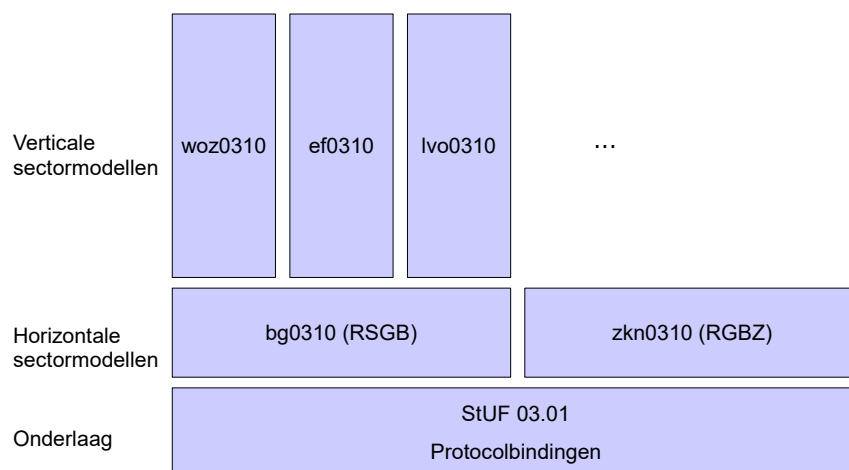 Verticale
sectormodellen
woz0310
ef0310
lvo0310
...
Horizontale
sectormodellen
bg0310 (RSGB)
zkn0310 (RGBZ)
Onderlaag
StUF 03.01
Protocolbindingen